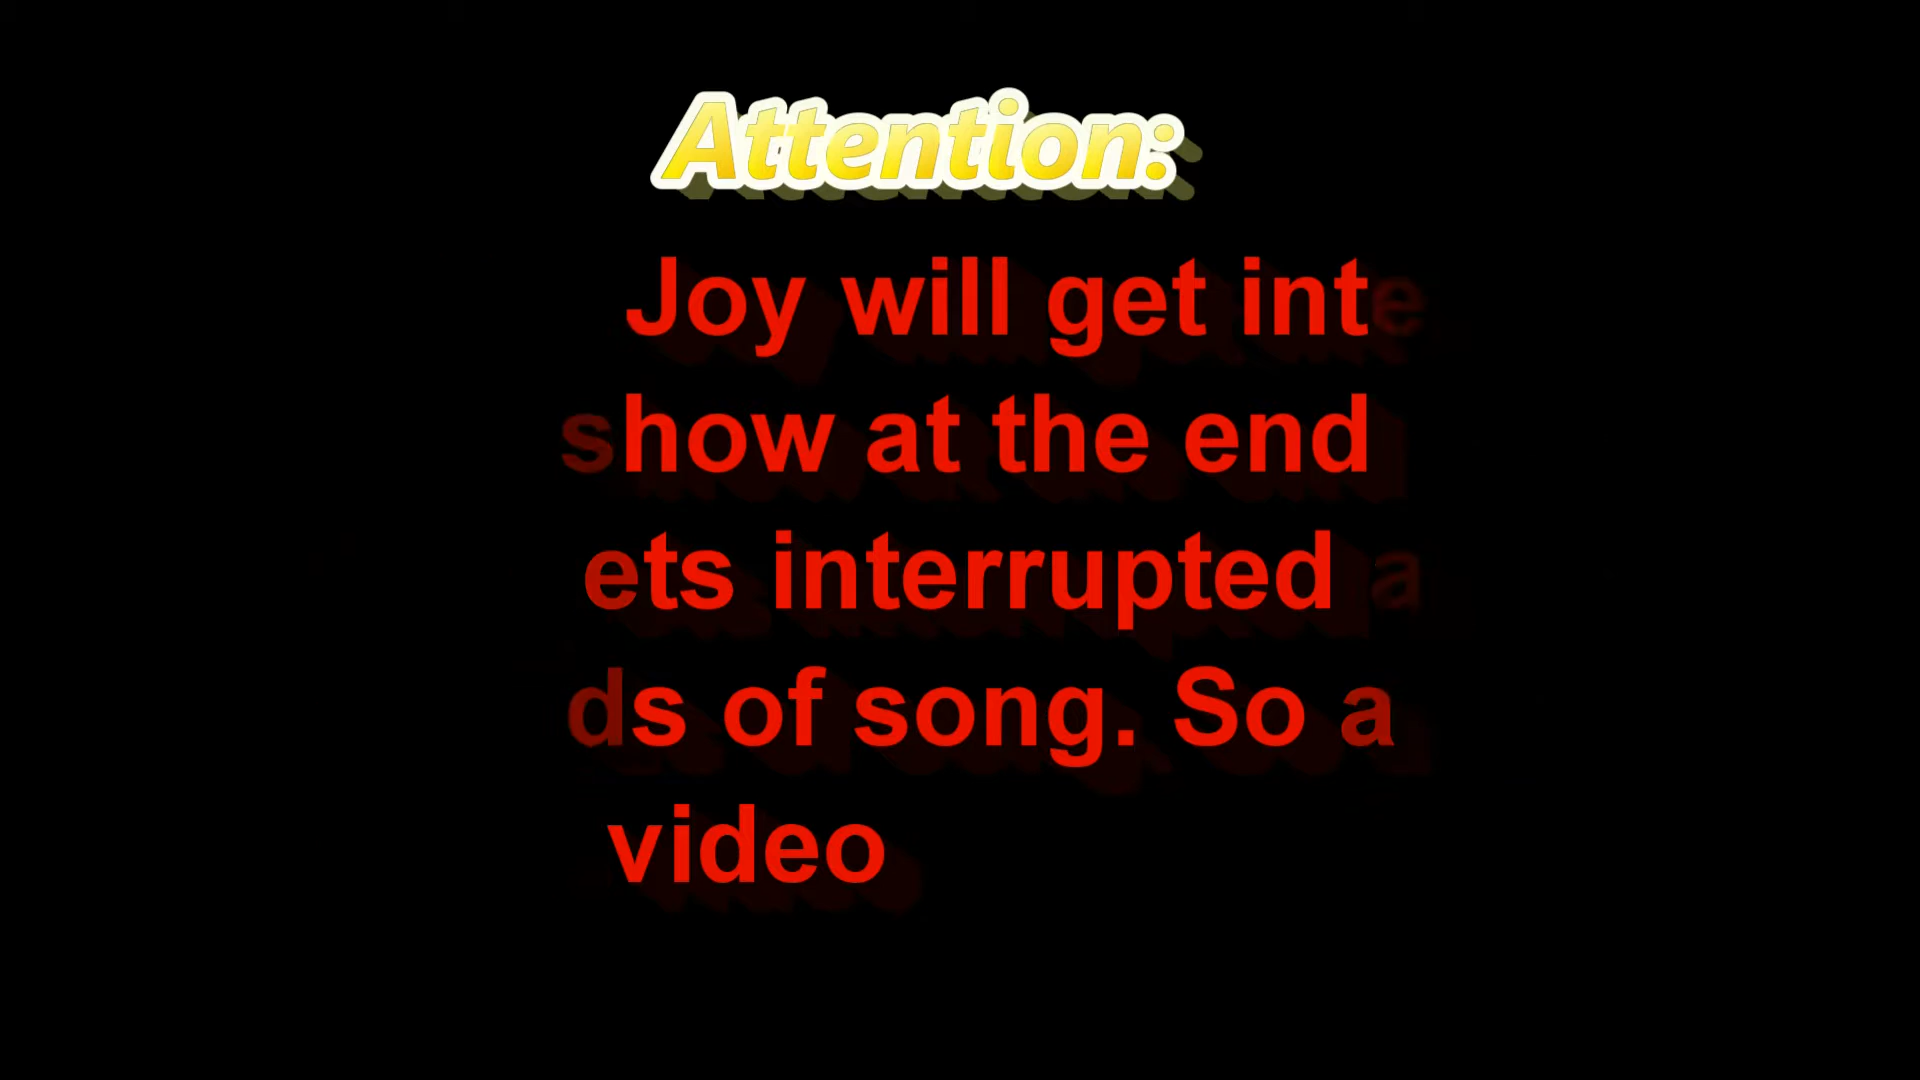 Attention:
Joy will get inte
show at the end
ets interrupted a
ds of song. So a
video